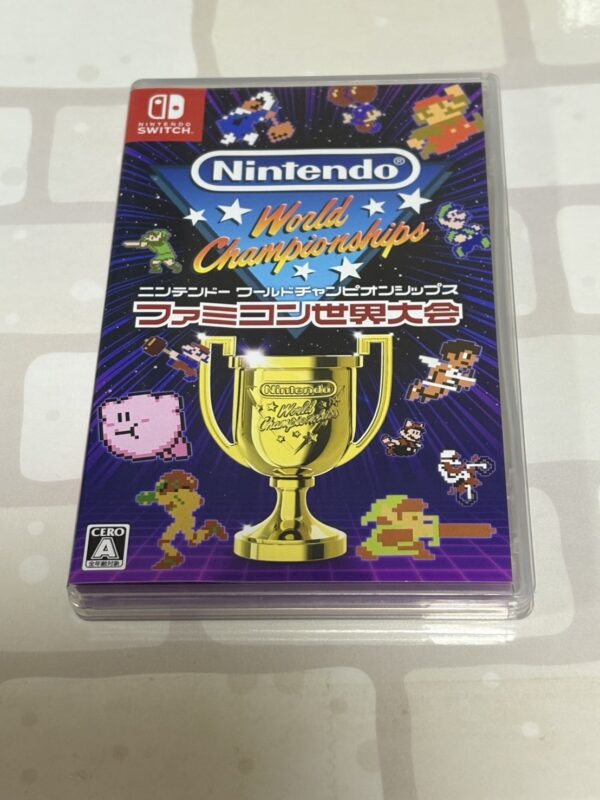 NINTENDO
SWITCH
Nintendo®
World
Championships
ニンテンドー ワールドチャンピオンシップス
ファミコン世界大会
Nintendo
World
Championships
CERO
A
全年齢対象